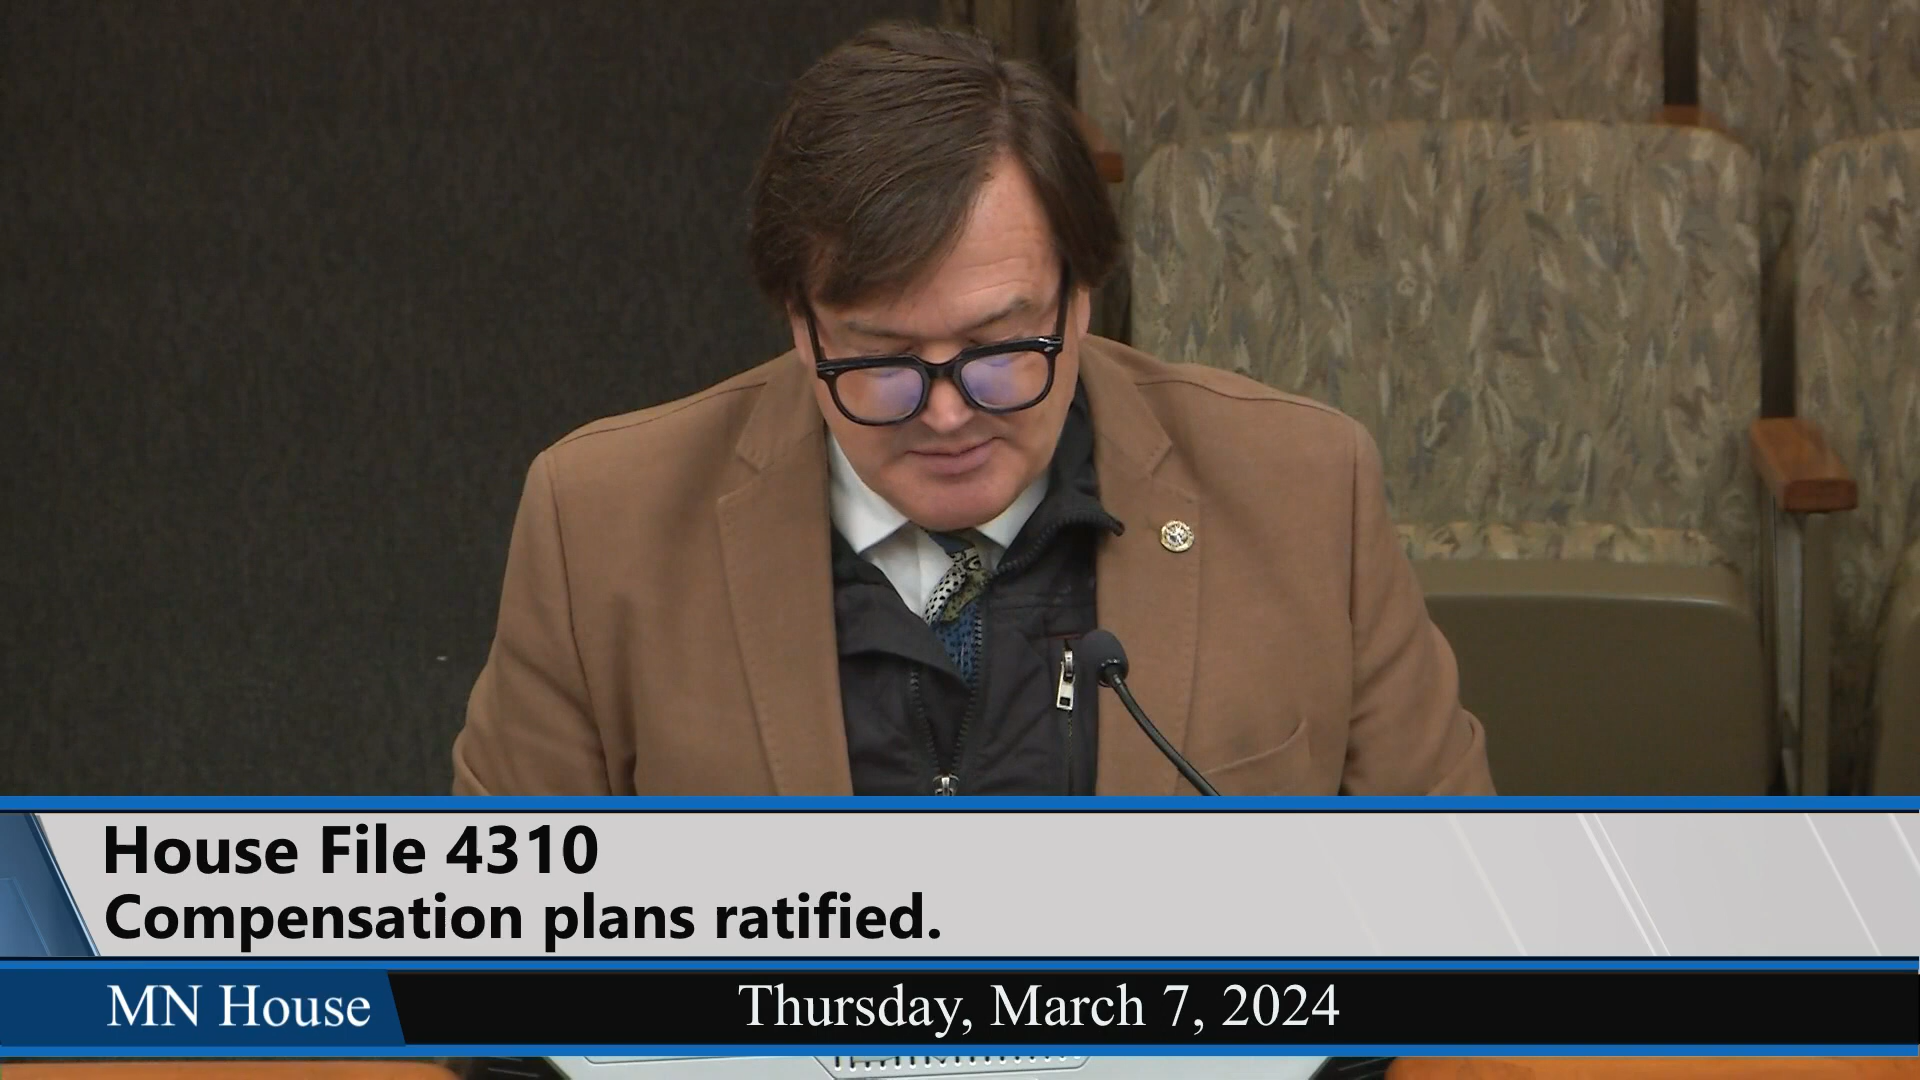 House File 4310
Compensation plans ratified.
MN House
Thursday, March 7, 2024